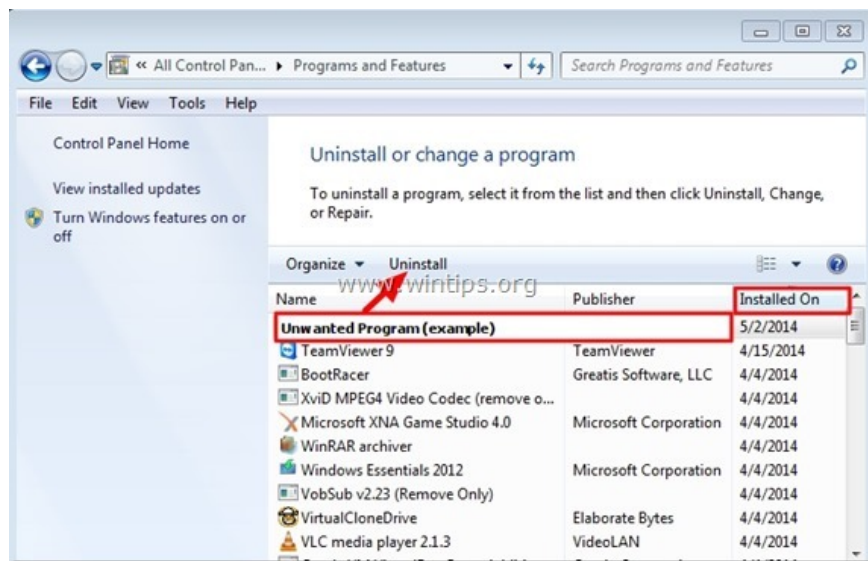 « All Control Pan... ▸ Programs and Features
Search Programs and Features
File Edit View Tools Help
Control Panel Home
View installed updates
Turn Windows features on or
off
Uninstall or change a program
To uninstall a program, select it from the list and then click Uninstall, Change,
or Repair.
Organize Uninstall
www.wintips.org
Name Publisher Installed On
Unwanted Program (example) 5/2/2014
TeamViewer 9 TeamViewer 4/15/2014
BootRacer Greatis Software, LLC 4/4/2014
XviD MPEG4 Video Codec (remove o... 4/4/2014
Microsoft XNA Game Studio 4.0 Microsoft Corporation 4/4/2014
WinRAR archiver 4/4/2014
Windows Essentials 2012 Microsoft Corporation 4/4/2014
VobSub v2.23 (Remove Only) 4/4/2014
VirtualCloneDrive Elaborate Bytes 4/4/2014
VLC media player 2.1.3 VideoLAN 4/4/2014